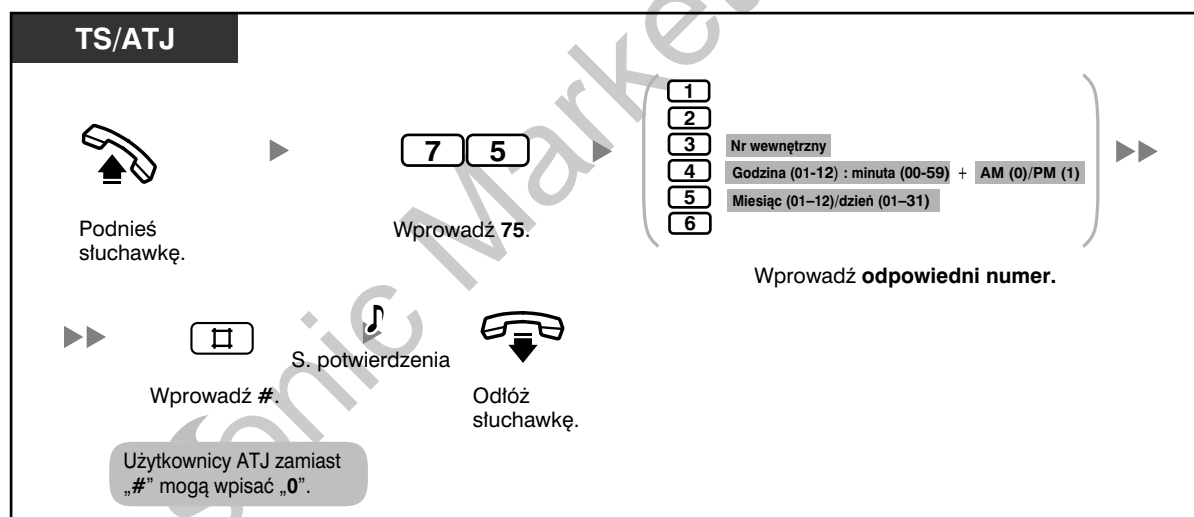 TS/ATJ
Podnieś
słuchawkę.
7 5
Wprowadź 75.
1
2
3 Nr wewnętrzny
4 Godzina (01-12) : minuta (00-59) + AM (0)/PM (1)
5 Miesiąc (01–12)/dzień (01–31)
6
Wprowadź odpowiedni numer.
Wprowadź #.
S. potwierdzenia
Odłóż
słuchawkę.
Użytkownicy ATJ zamiast
„#” mogą wpisać „0”.